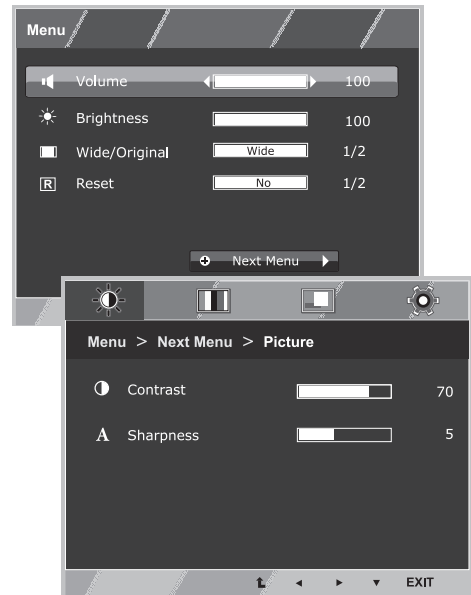 Menu
Volume 100
Brightness 100
Wide/Original Wide 1/2
R Reset No 1/2
Next Menu
Menu > Next Menu > Picture
Contrast 70
A Sharpness 5
EXIT